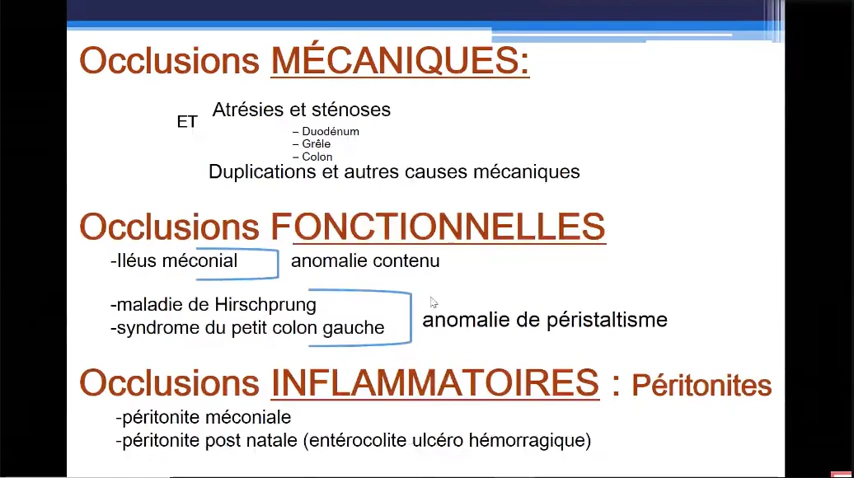 Occlusions MÉCANIQUES:
Atrésies et sténoses
ET
– Duodénum
– Grêle
– Colon
Duplications et autres causes mécaniques
Occlusions FONCTIONNELLES
-Iléus méconial anomalie contenu
-maladie de Hirschprung
-syndrome du petit colon gauche
anomalie de péristaltisme
Occlusions INFLAMMATOIRES : Péritonites
-péritonite méconiale
-péritonite post natale (entérocolite ulcéro hémorragique)